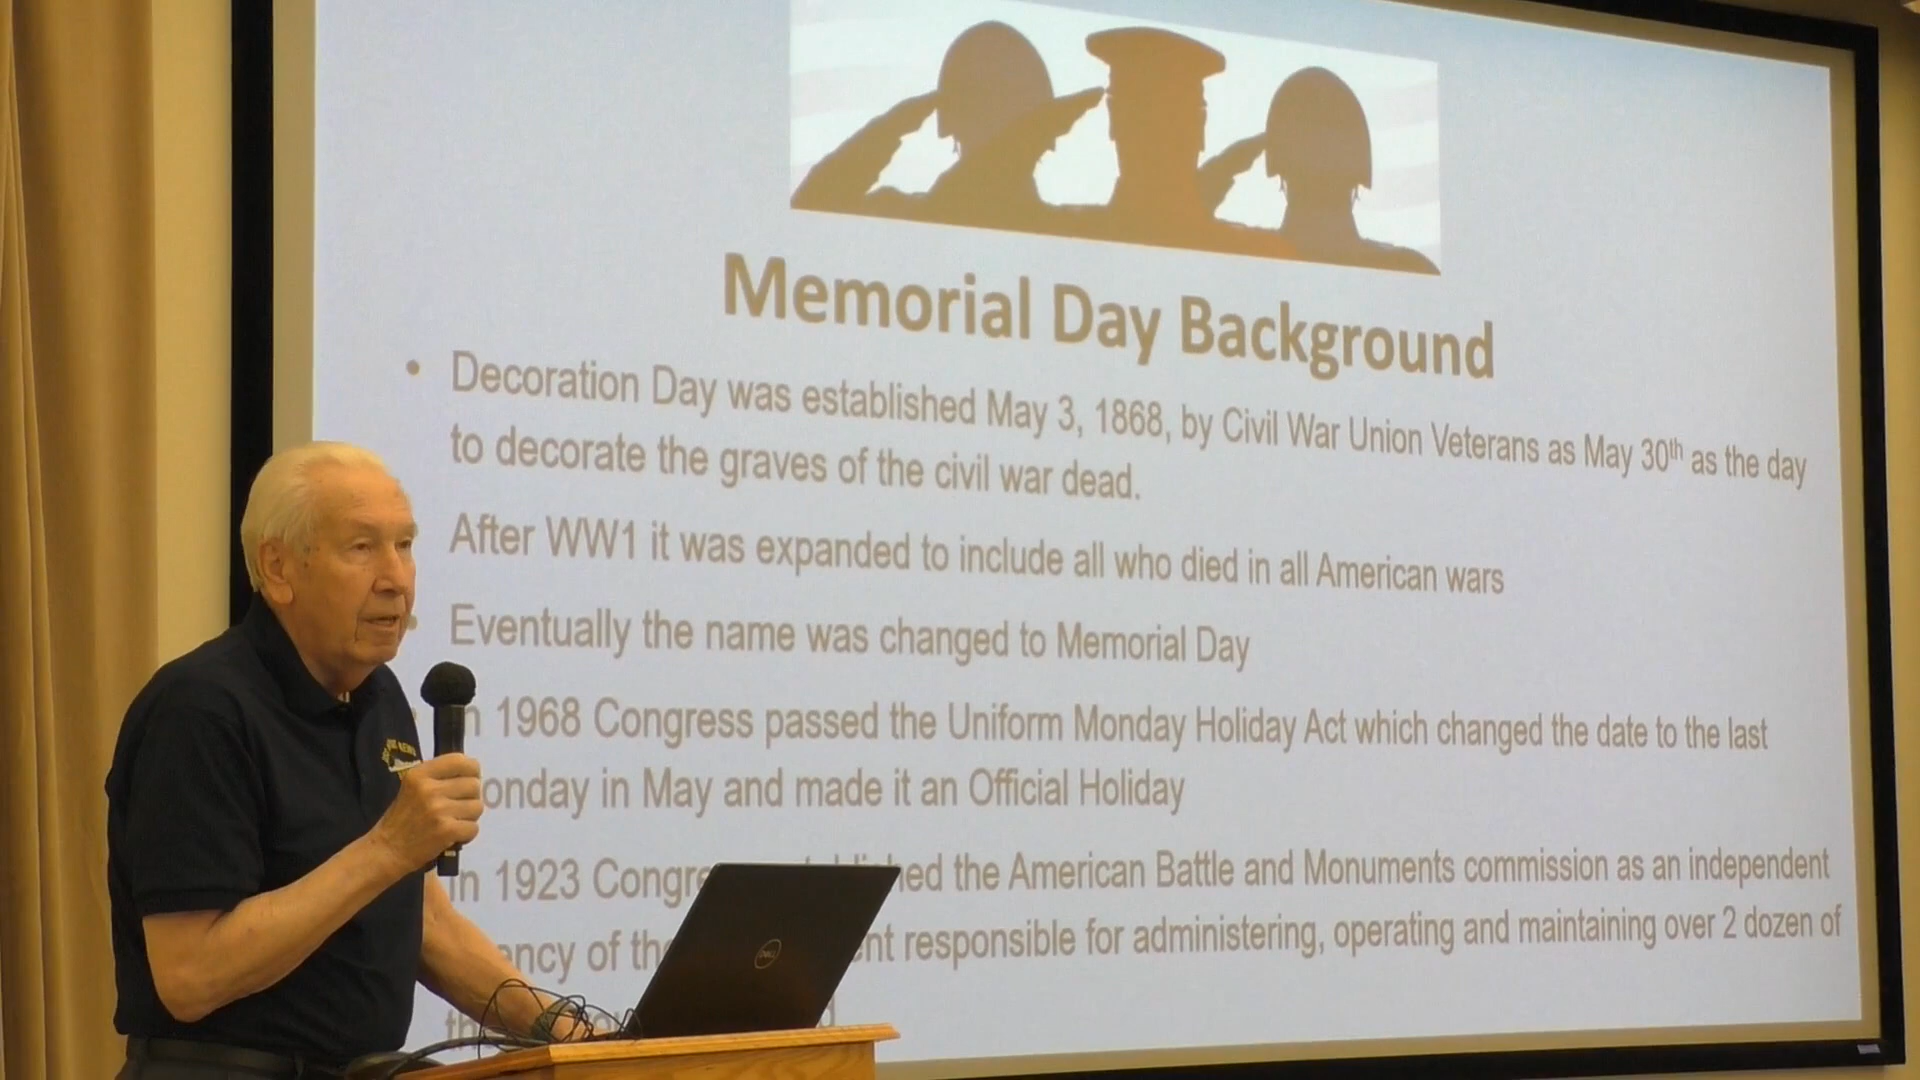 Memorial Day Background
• Decoration Day was established May 3, 1868, by Civil War Union Veterans as May 30th as the day
to decorate the graves of the civil war dead.
After WW1 it was expanded to include all who died in all American wars
Eventually the name was changed to Memorial Day
1968 Congress passed the Uniform Monday Holiday Act which changed the date to the last
onday in May and made it an Official Holiday
In 1923 Congre the American Battle and Monuments commission as an independent
of responsible for administering, operating and maintaining over 2 dozen of
DELL